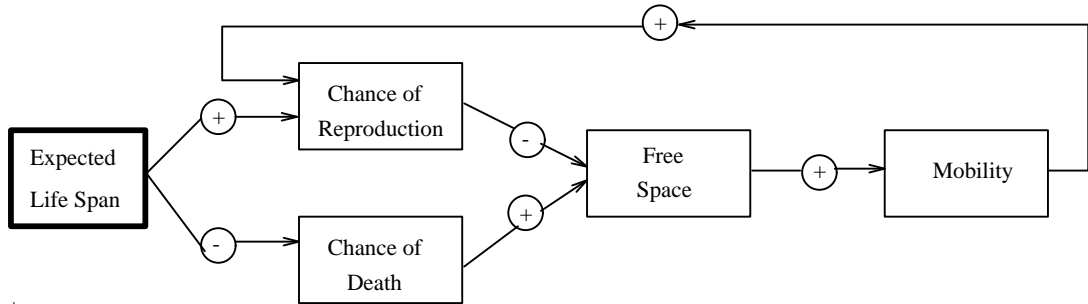 +
Chance of
Reproduction
+
-
Expected
Life Span
Free
Space
+
Mobility
+
-
Chance of
Death